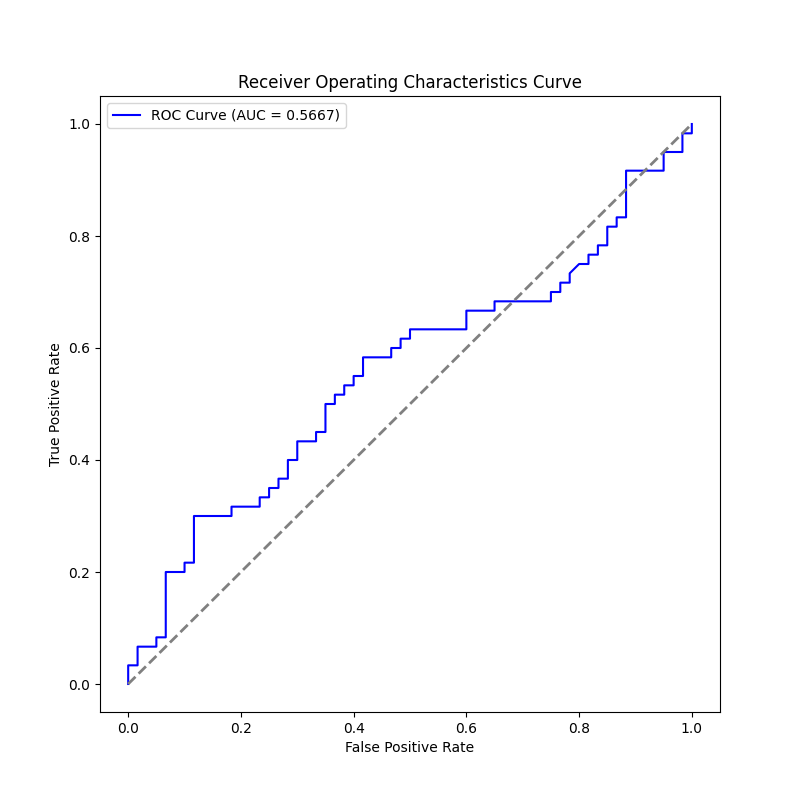 Receiver Operating Characteristics Curve
ROC Curve (AUC = 0.5667)
1.0
0.8
0.6
0.4
0.2
0.0
True Positive Rate
0.0 0.2 0.4 0.6 0.8 1.0
False Positive Rate